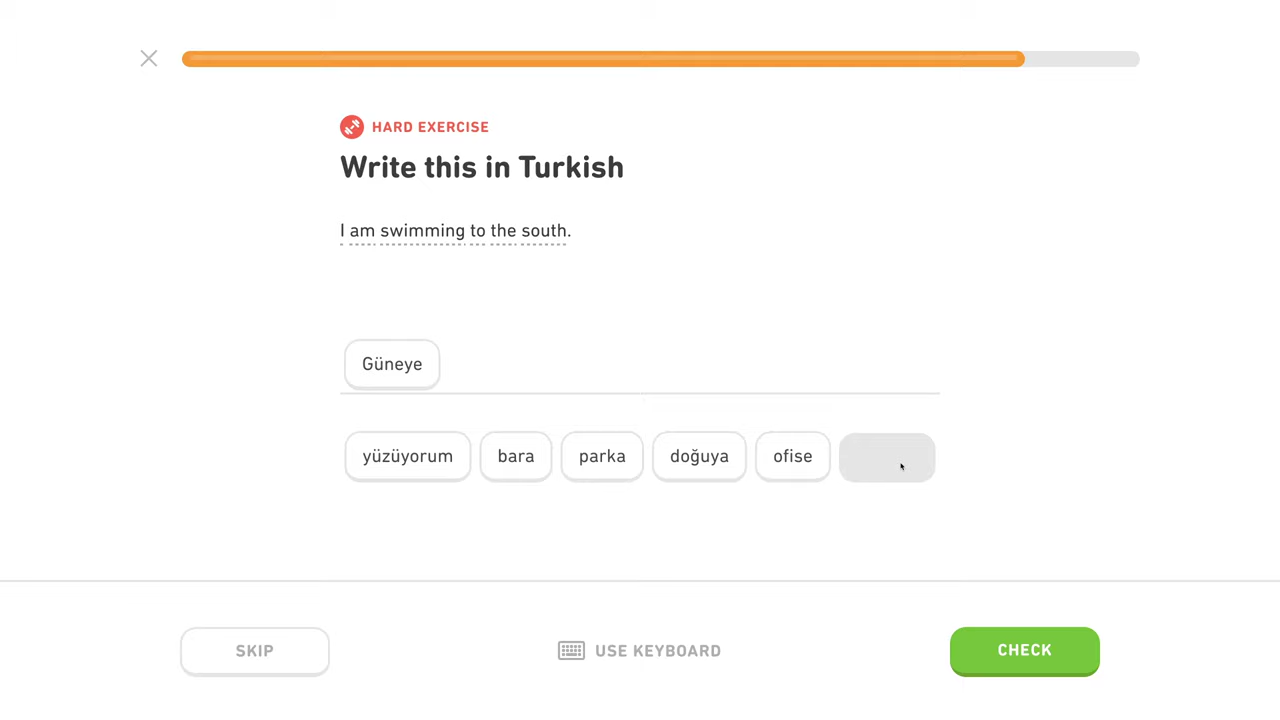 HARD EXERCISE
Write this in Turkish
I am swimming to the south.
Güneye
yüzüyorum bara parka doğuya ofise
SKIP USE KEYBOARD CHECK